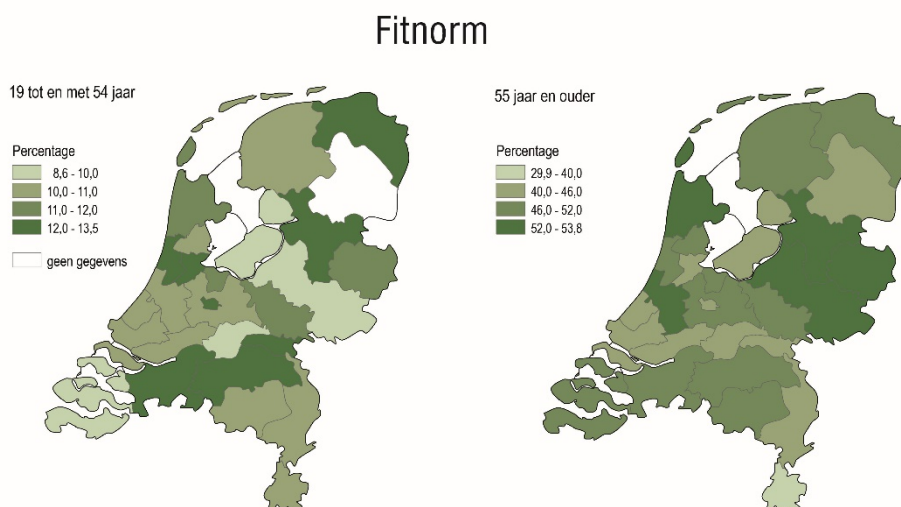 Fitnorm
19 tot en met 54 jaar
Percentage
8,6 - 10,0
10,0 - 11,0
11,0 - 12,0
12,0 - 13,5
geen gegevens
55 jaar en ouder
Percentage
29,9 - 40,0
40,0 - 46,0
46,0 - 52,0
52,0 - 53,8